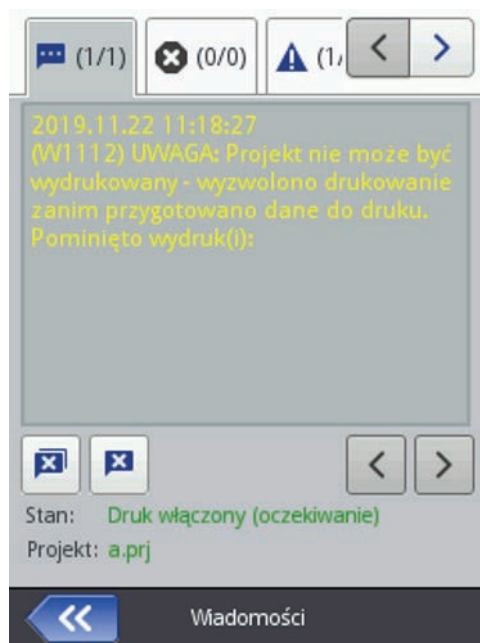 (1/1) (0/0) (1/
2019.11.22 11:18:27
(W1112) UWAGA: Projekt nie może być
wydrukowany - wyzwolono drukowanie
zanim przygotowano dane do druku.
Pominięto wydruk(i):
Stan: Druk włączony (oczekiwanie)
Projekt: a.prj
Wiadomości